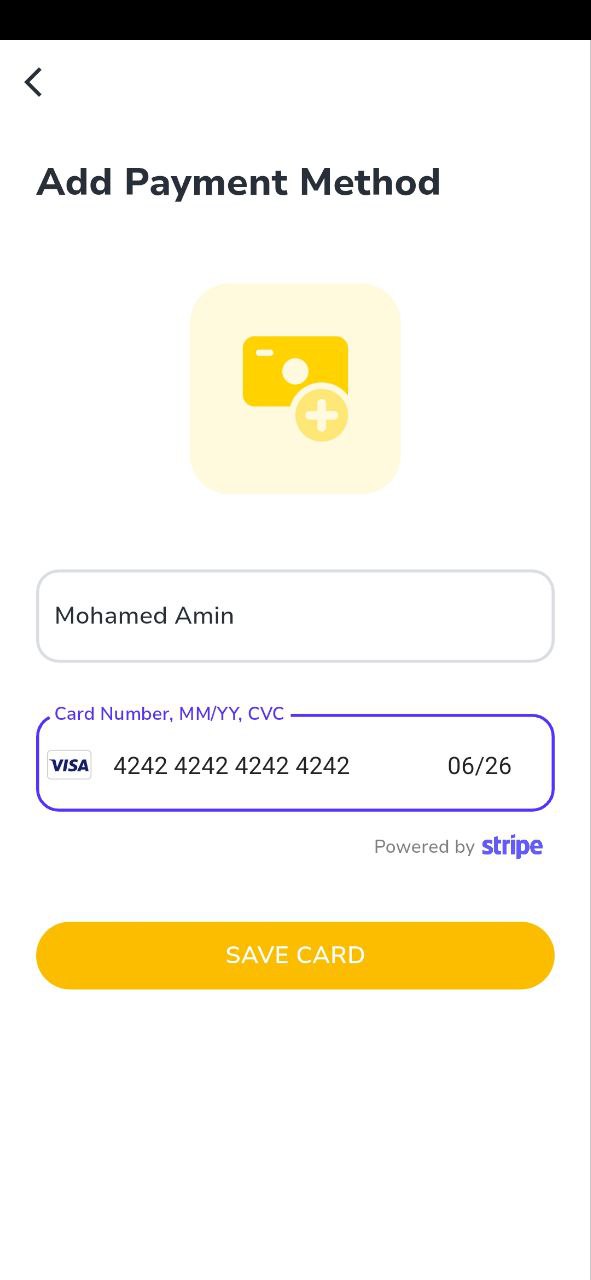 Add Payment Method
Mohamed Amin
Card Number, MM/YY, CVC
VISA 4242 4242 4242 4242 06/26
Powered by stripe
SAVE CARD